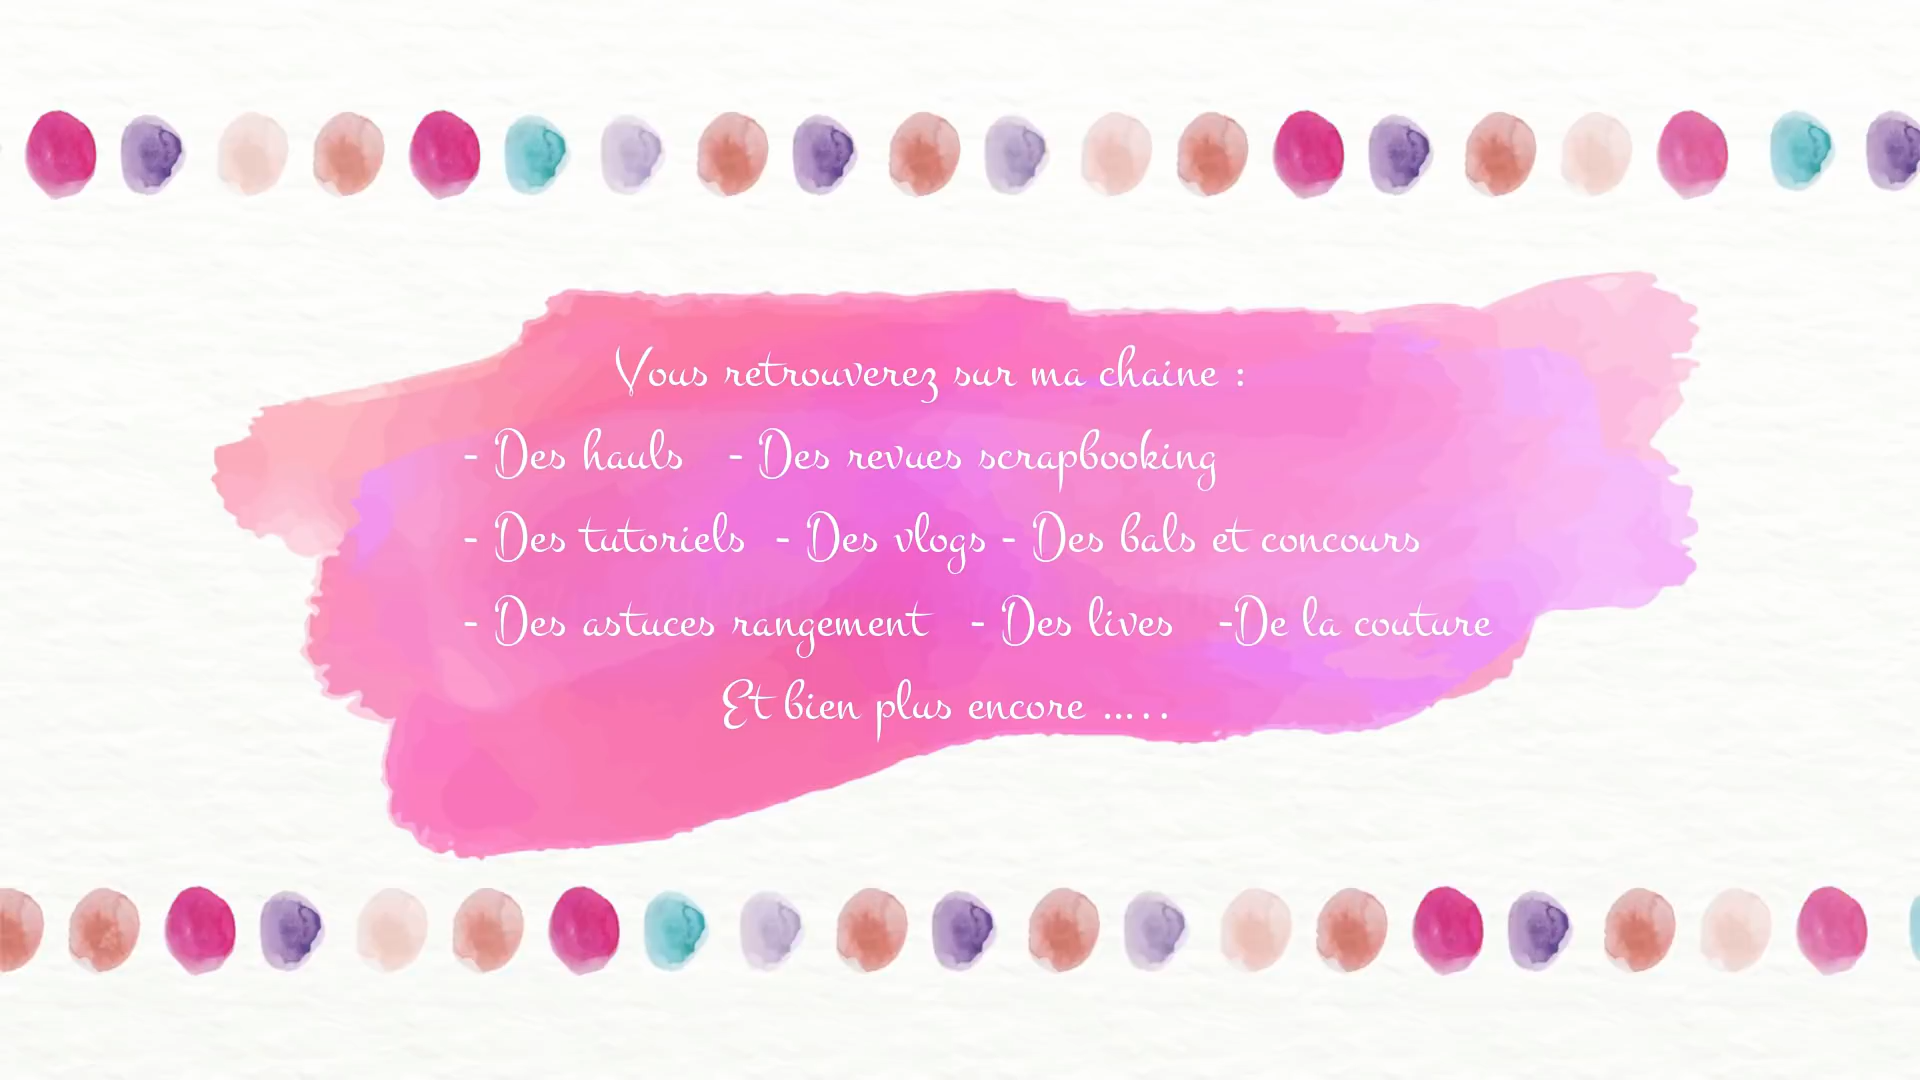 Vous retrouverez sur ma chaine :
- Des hauls - Des revues scrapbooking
- Des tutoriels - Des vlogs - Des bals et concours
- Des astuces rangement - Des lives -De la couture
Et bien plus encore .....